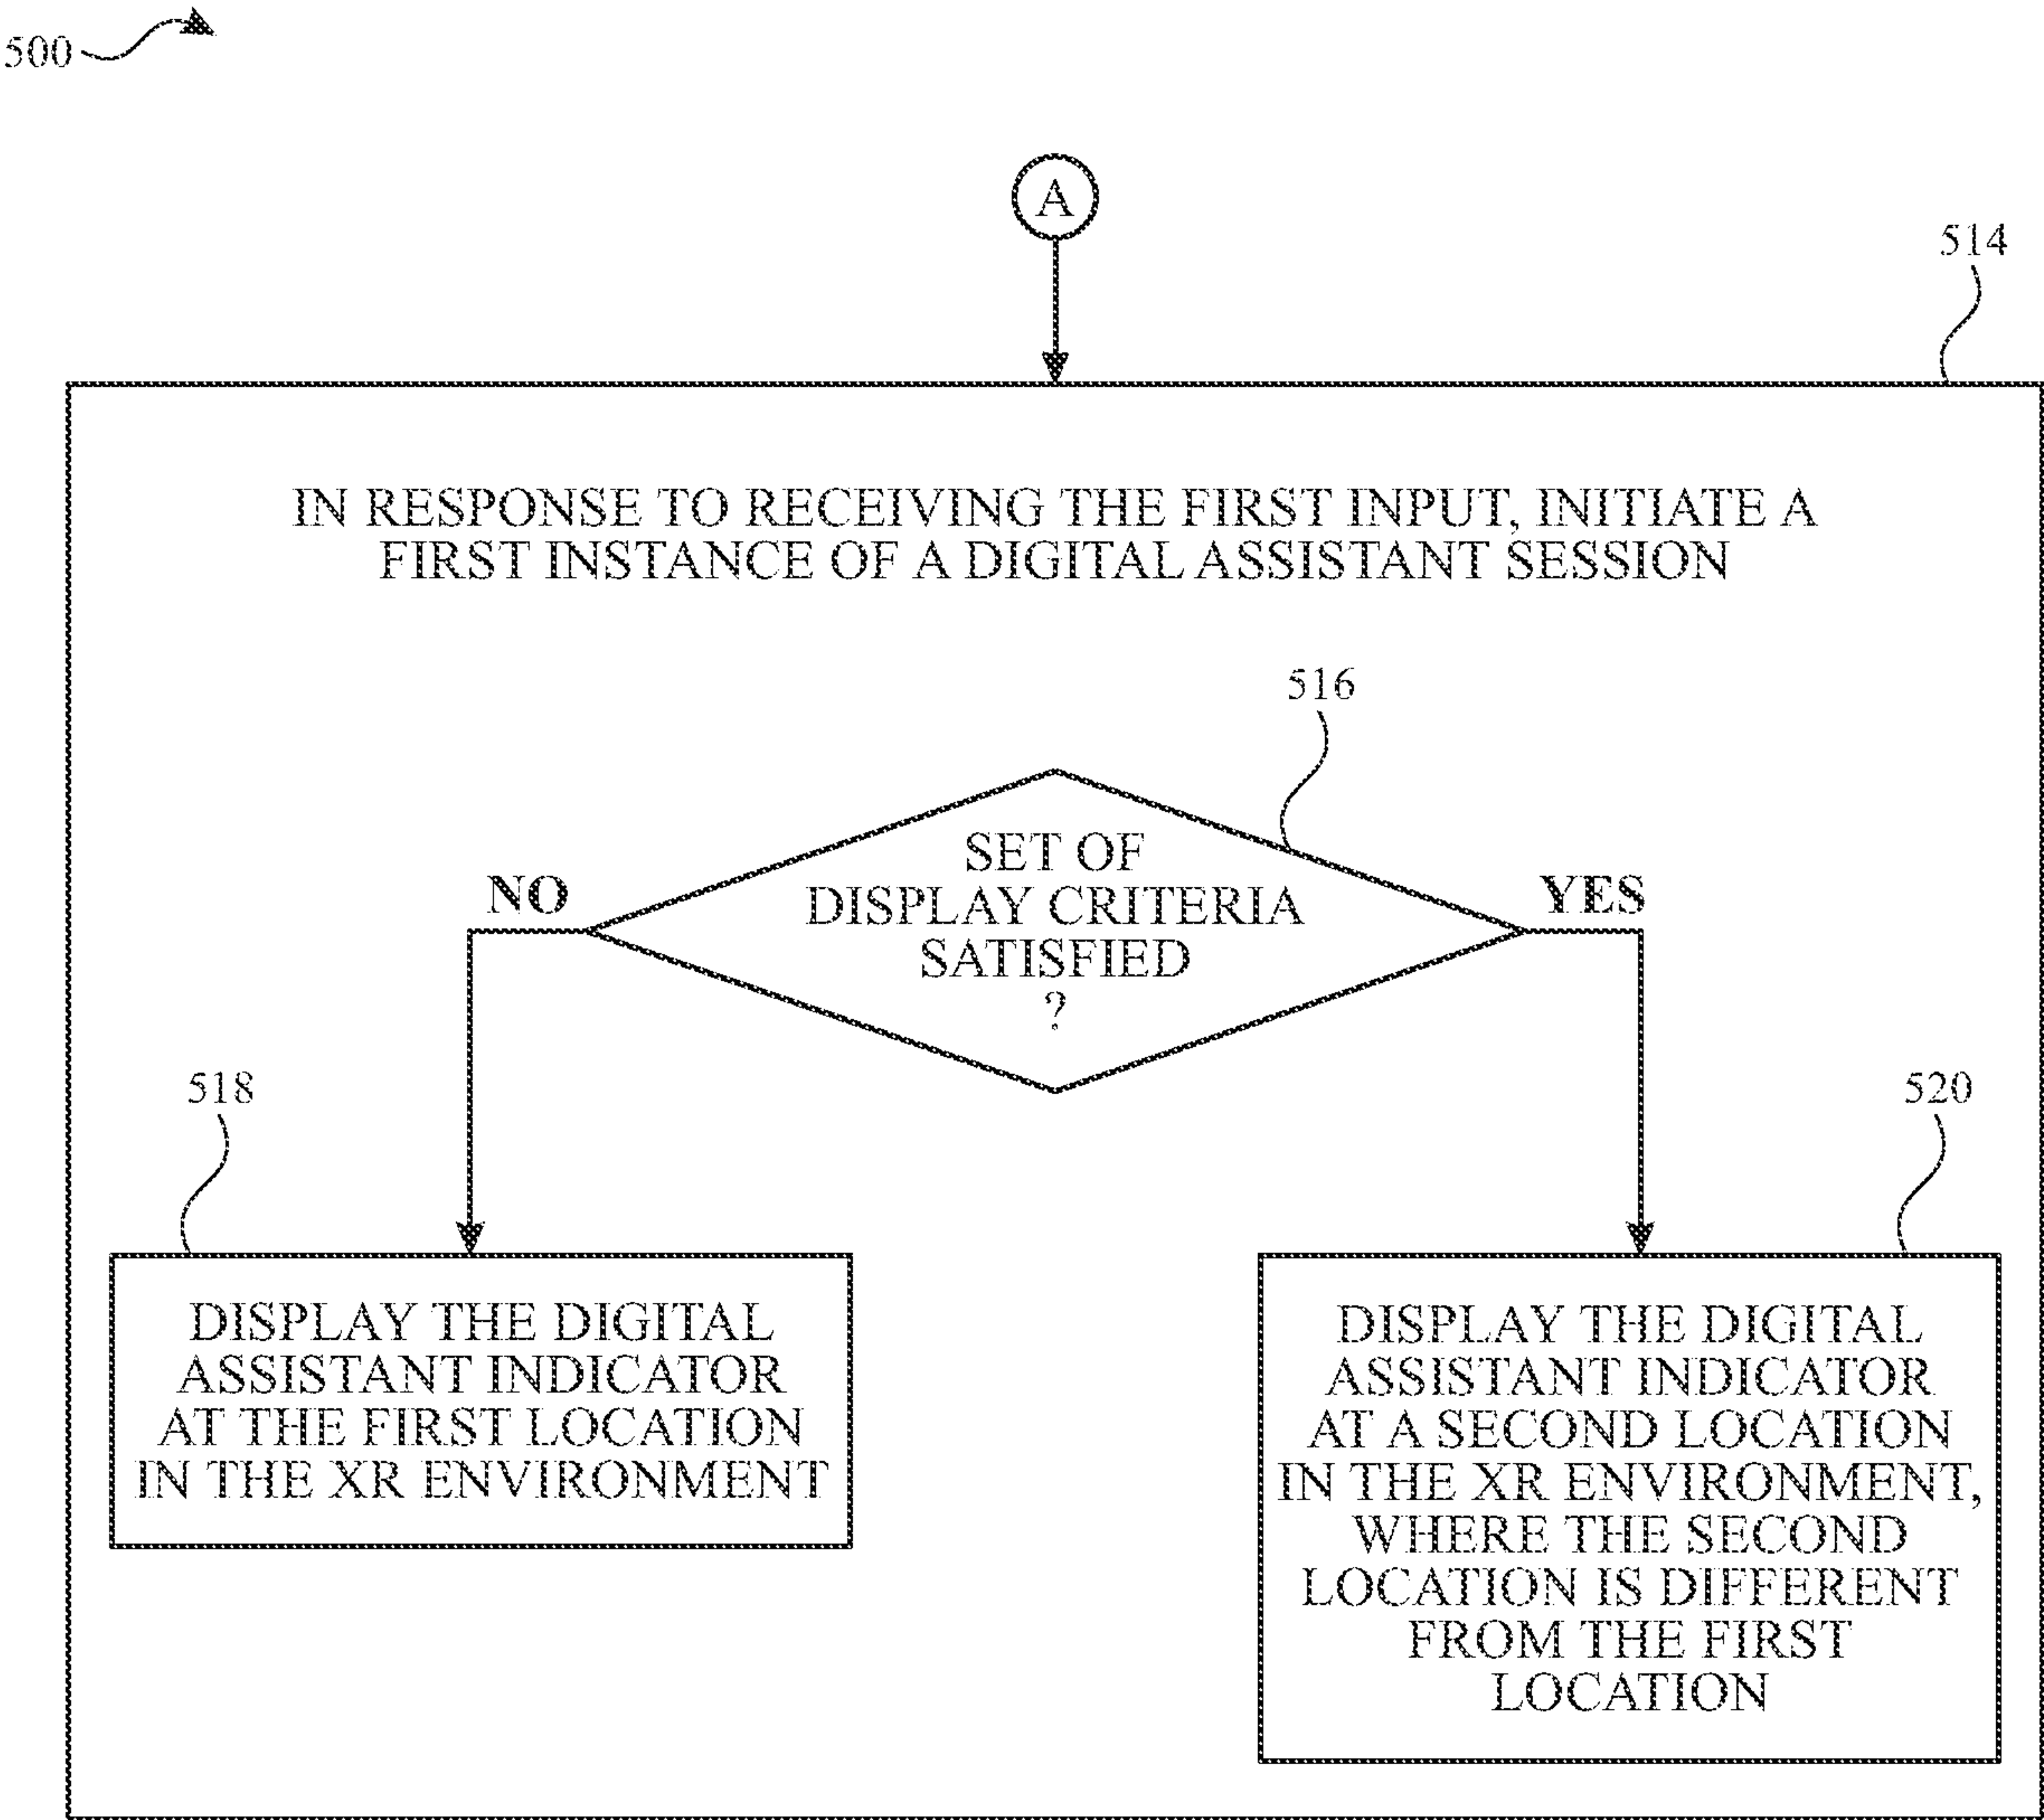 500
A
514
IN RESPONSE TO RECEIVING THE FIRST INPUT, INITIATE A
FIRST INSTANCE OF A DIGITAL ASSISTANT SESSION
516
SET OF
DISPLAY CRITERIA
SATISFIED
?
NO
YES
518
DISPLAY THE DIGITAL
ASSISTANT INDICATOR
AT THE FIRST LOCATION
IN THE XR ENVIRONMENT
520
DISPLAY THE DIGITAL
ASSISTANT INDICATOR
AT A SECOND LOCATION
IN THE XR ENVIRONMENT,
WHERE THE SECOND
LOCATION IS DIFFERENT
FROM THE FIRST
LOCATION